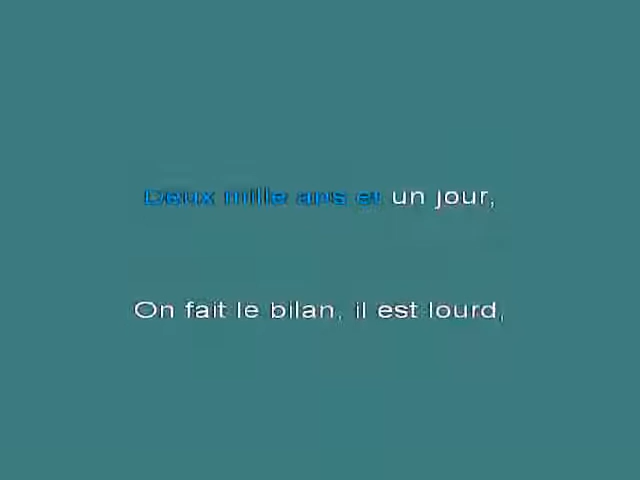 Deux mille ans et un jour,
On fait le bilan, il est lourd,